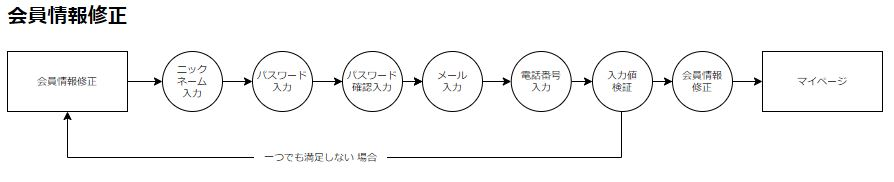 会員情報修正
会員情報修正
ニック
ネーム
入力
パスワード
入力
パスワード
確認入力
メール
入力
電話番号
入力
入力値
検証
会員情報
修正
マイページ
一つでも満足しない 場合